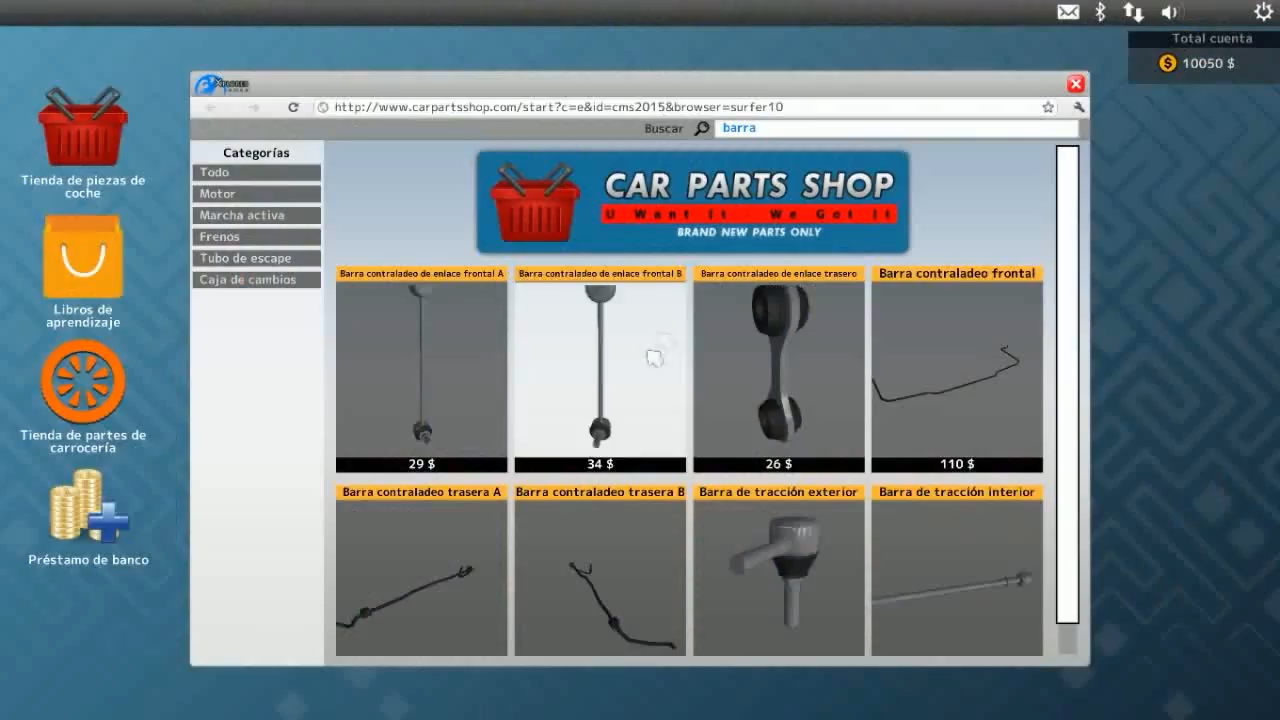 Total cuenta
10050 $
http://www.carpartsshop.com/start?c=e&id=cms2015&browser=surfer10
Buscar
barra
Tienda de piezas de
coche
Libros de
aprendizaje
Tienda de partes de
carrocería
Préstamo de banco
Categorías
Todo
Motor
Marcha activa
Frenos
Tubo de escape
Caja de cambios
CAR PARTS SHOP
U Want It We Got It
BRAND NEW PARTS ONLY
Barra contraladeo de enlace frontal A
Barra contraladeo de enlace frontal B
Barra contraladeo de enlace trasero
Barra contraladeo frontal
29 $
34 $
26 $
110 $
Barra contraladeo trasera A
Barra contraladeo trasera B
Barra de tracción exterior
Barra de tracción interior